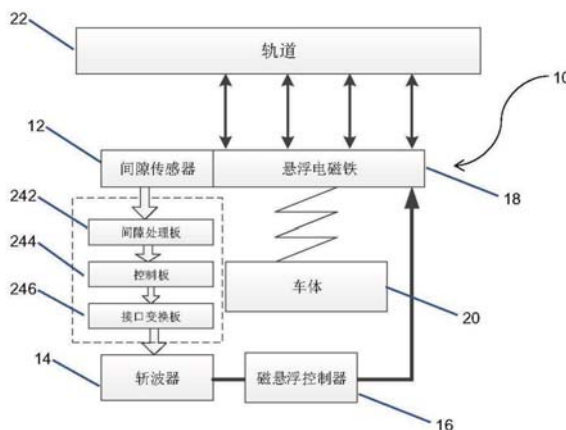 22
轨道
10
12
间隙传感器
悬浮电磁铁
18
242
间隙处理板
244
控制板
246
接口变换板
车体
20
14
斩波器
磁悬浮控制器
16